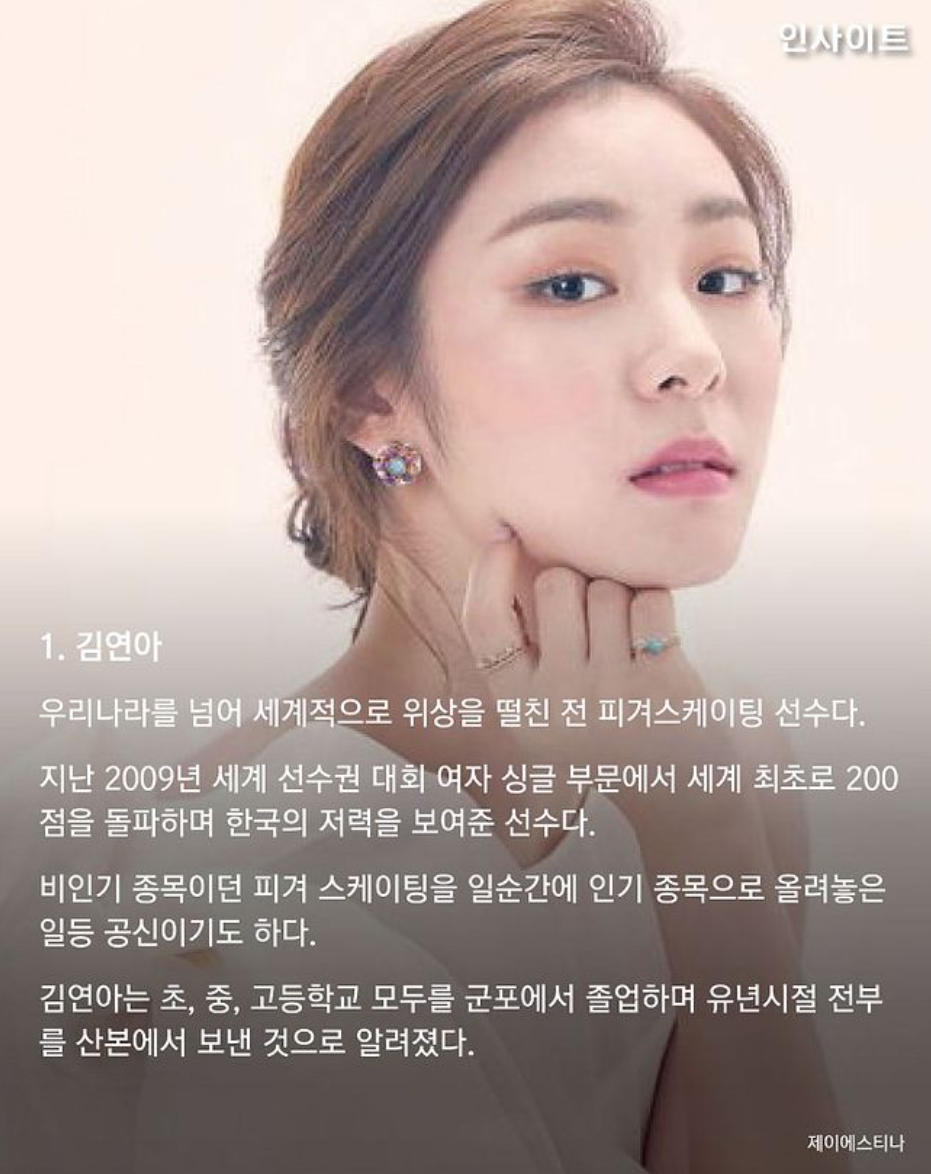 인사이트
1. 김연아
우리나라를 넘어 세계적으로 위상을 떨친 전 피겨스케이팅 선수다.
지난 2009년 세계 선수권 대회 여자 싱글 부문에서 세계 최초로 200
점을 돌파하며 한국의 저력을 보여준 선수다.
비인기 종목이던 피겨 스케이팅을 일순간에 인기 종목으로 올려놓은
일등 공신이기도 하다.
김연아는 초, 중, 고등학교 모두를 군포에서 졸업하며 유년시절 전부
를 산본에서 보낸 것으로 알려졌다.
제이에스티나